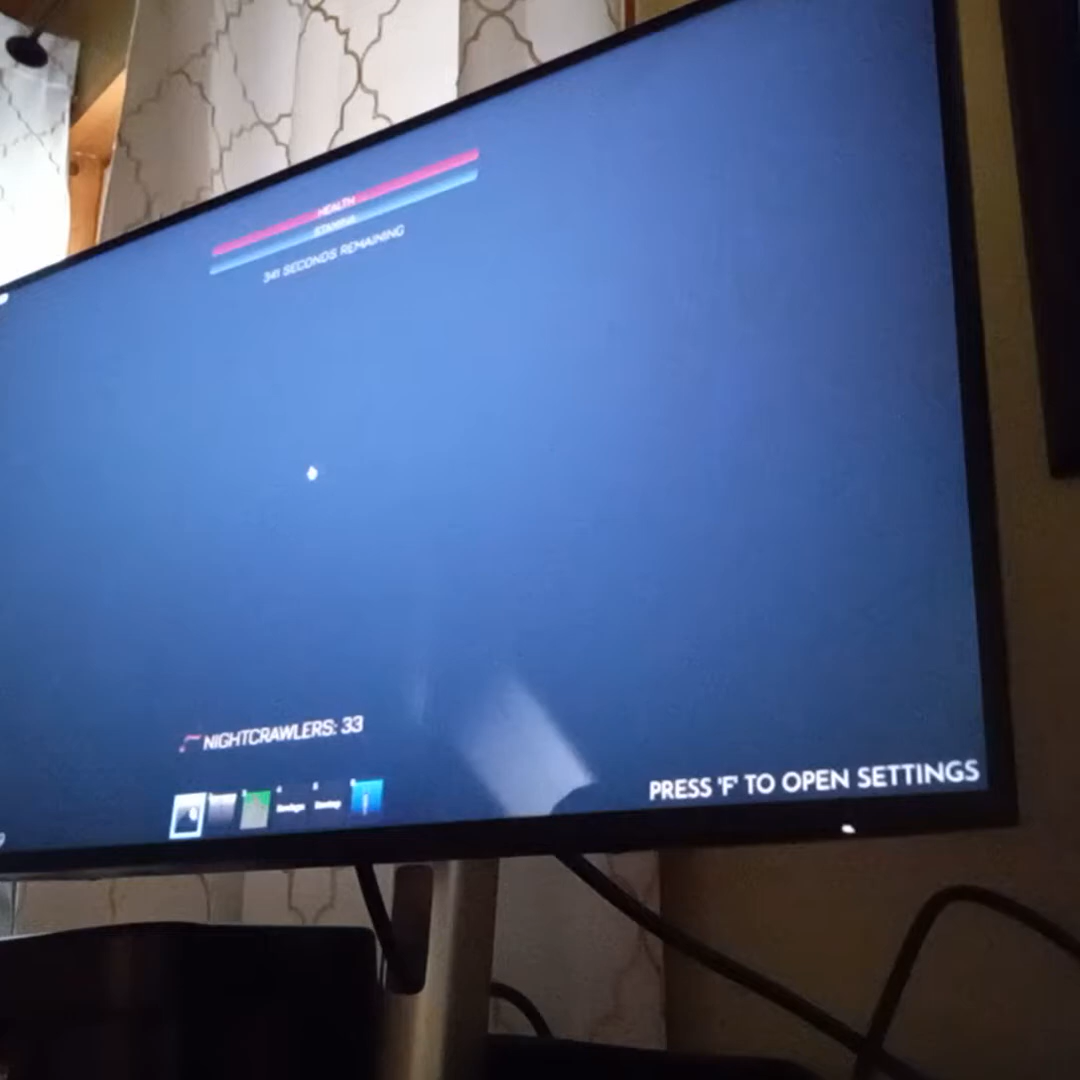 HEALTH
STAMINA
341 SECONDS REMAINING
NIGHTCRAWLERS: 33
PRESS 'F' TO OPEN SETTINGS